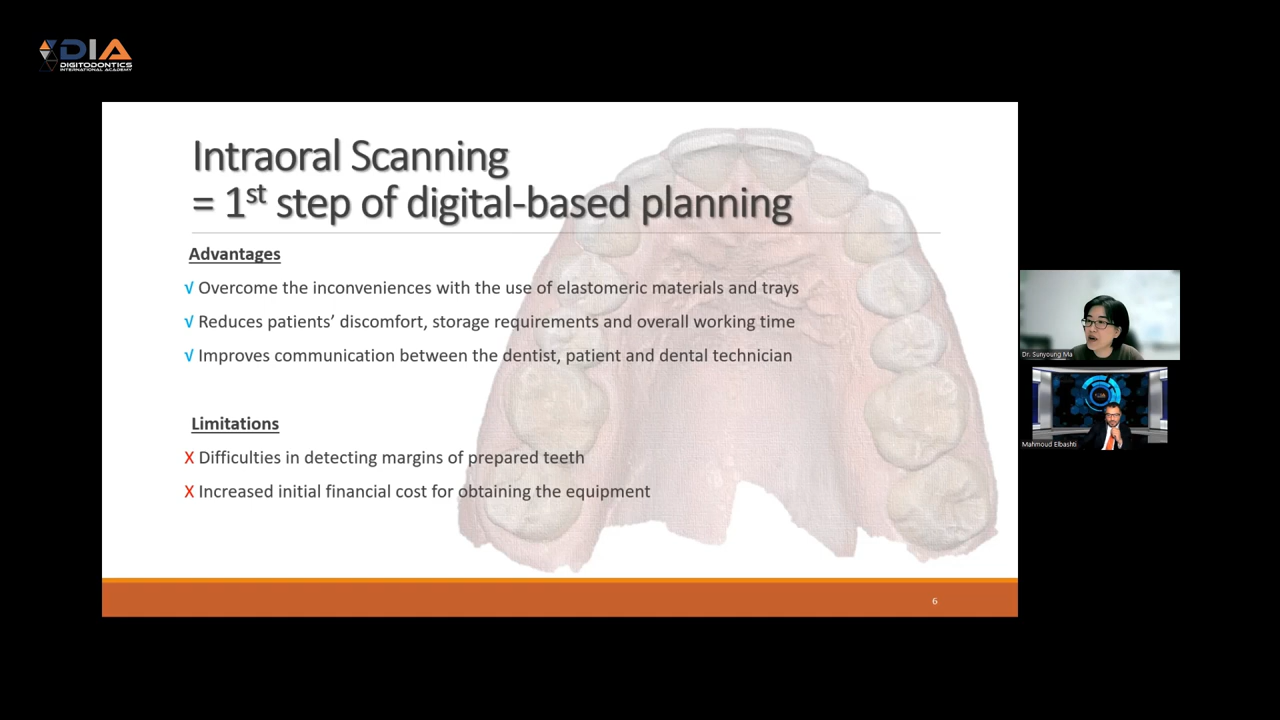 DIA
DIGITODONTICS
INTERNATIONAL ACADEMY
Intraoral Scanning
= 1st step of digital-based planning
Advantages
√ Overcome the inconveniences with the use of elastomeric materials and trays
√ Reduces patients’ discomfort, storage requirements and overall working time
√ Improves communication between the dentist, patient and dental technician
Limitations
X Difficulties in detecting margins of prepared teeth
X Increased initial financial cost for obtaining the equipment
6
Dr. Sunyoung Ma
Mahmoud Elbashti